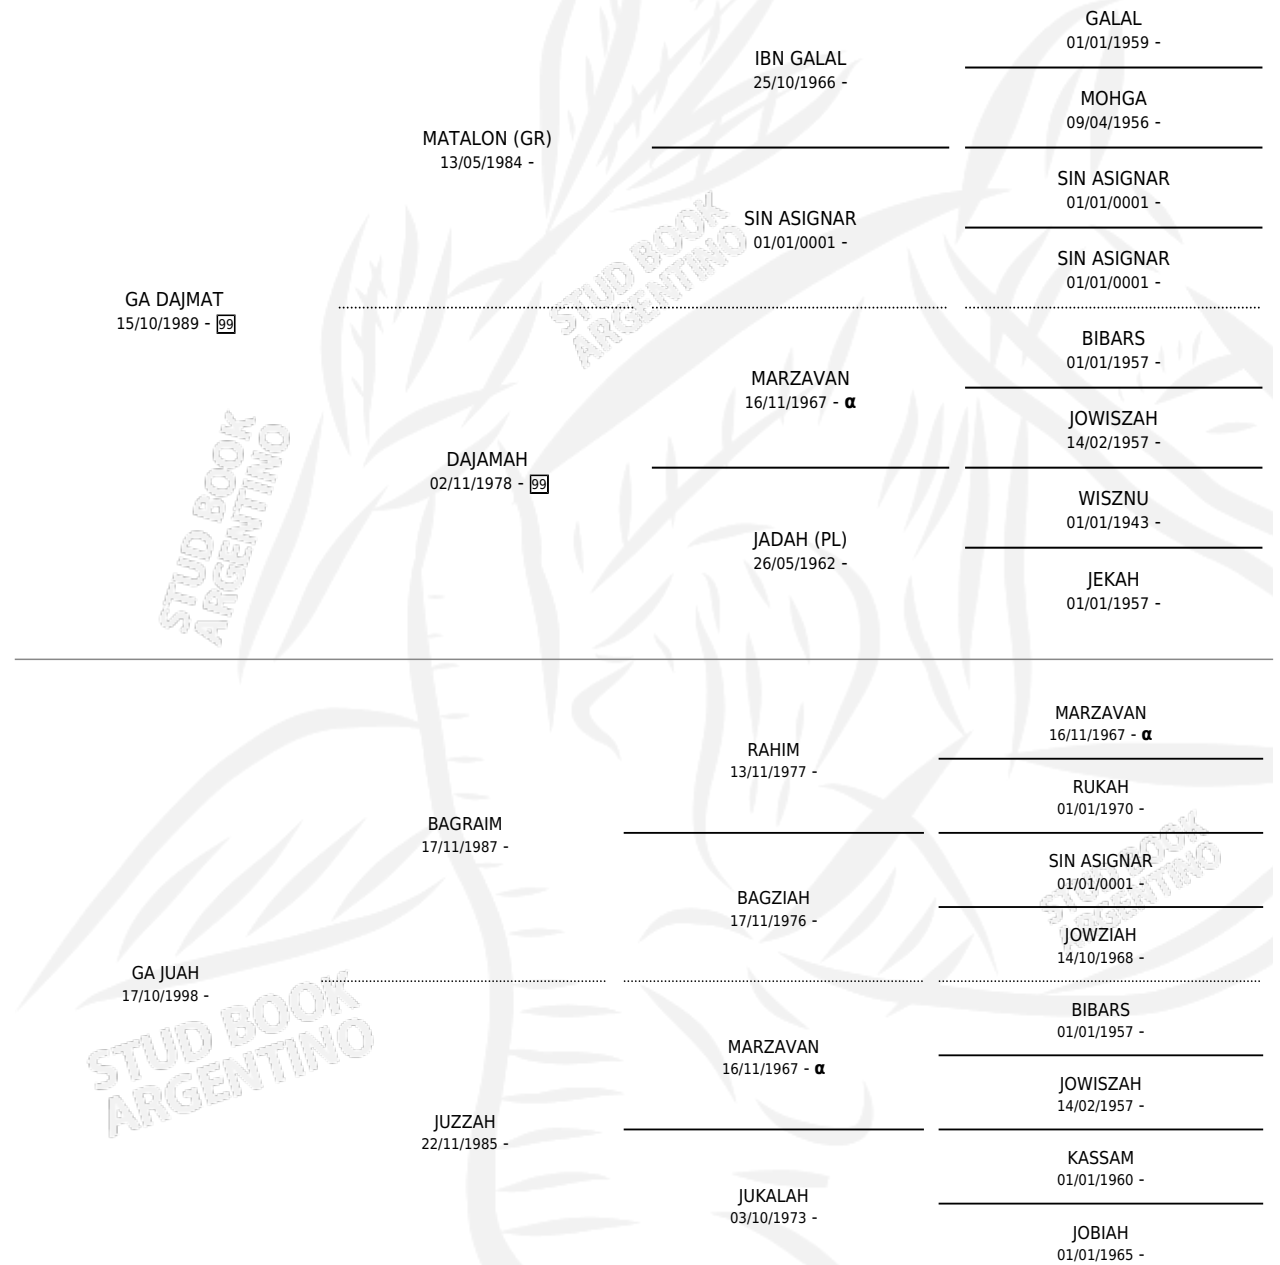 GALAL
01/01/1959 -
IBN GALAL
25/10/1966 -
MOHGA
09/04/1956 -
MATALON (GR)
13/05/1984 -
SIN ASIGNAR
01/01/0001 -
SIN ASIGNAR
01/01/0001 -
SIN ASIGNAR
01/01/0001 -
GA DAJMAT
15/10/1989 - 99
BIBARS
01/01/1957 -
MARZAVAN
16/11/1967 - α
JOWISZAH
14/02/1957 -
DAJAMAH
02/11/1978 - 99
WISZNU
01/01/1943 -
JADAH (PL)
26/05/1962 -
JEKAH
01/01/1957 -
MARZAVAN
16/11/1967 - α
RAHIM
13/11/1977 -
RUKAH
01/01/1970 -
BAGRAIM
17/11/1987 -
SIN ASIGNAR
01/01/0001 -
BAGZIAH
17/11/1976 -
JOWZIAH
14/10/1968 -
GA JUAH
17/10/1998 -
BIBARS
01/01/1957 -
MARZAVAN
16/11/1967 - α
JOWISZAH
14/02/1957 -
JUZZAH
22/11/1985 -
KASSAM
01/01/1960 -
JUKALAH
03/10/1973 -
JOBIAH
01/01/1965 -
STUD BOOK
ARGENTINO
STUD BOOK
ARGENTINO
STUD BOOK
ARGENTINO
STUD BOOK
ARGENTINO